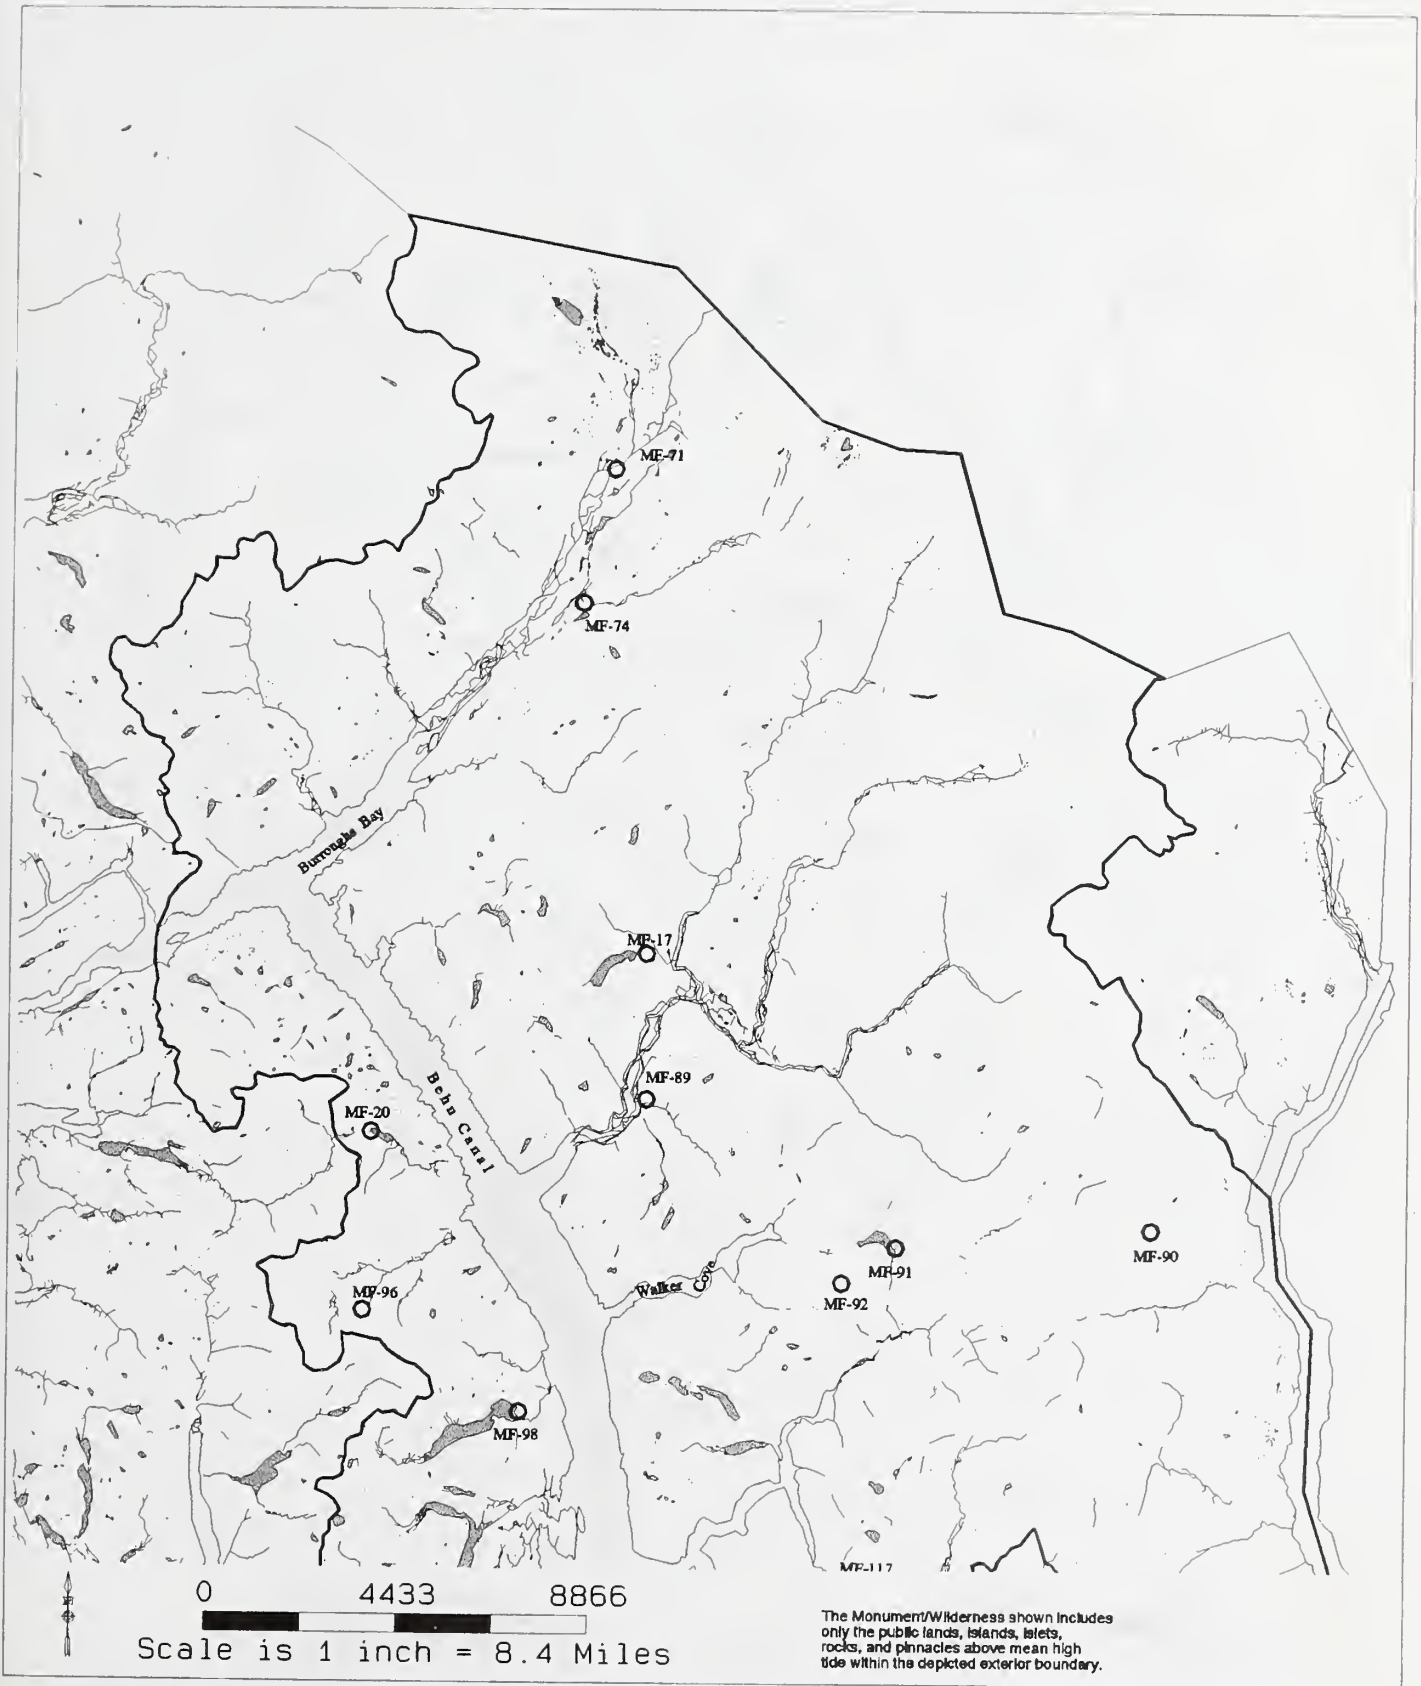 MF-71
MF-74
Burroughs Bay
MF-17
MF-89
Behn Canal
MF-20
MF-90
MF-91
Walker Cove
MF-92
MF-96
MF-98
MF-117
0 4433 8866
Scale is 1 inch = 8.4 Miles
The Monument/Wilderness shown includes
only the public lands, islands, islets,
rocks, and pinnacles above mean high
tide within the depicted exterior boundary.